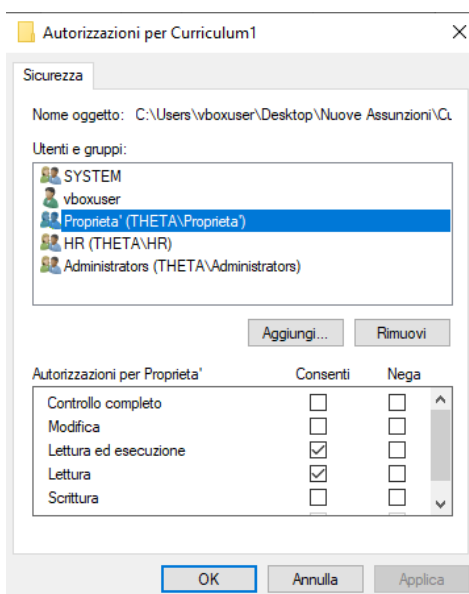 Autorizzazioni per Curriculum1
Sicurezza
Nome oggetto: C:\Users\vboxuser\Desktop\Nuove Assunzioni\Cu
Utenti e gruppi:
SYSTEM
vboxuser
Proprieta' (THETA\Proprieta')
HR (THETA\HR)
Administrators (THETA\Administrators)
Aggiungi... Rimuovi
Autorizzazioni per Proprieta' Consenti Nega
Controllo completo
Modifica
Lettura ed esecuzione
Lettura
Scrittura
OK Annulla Applica